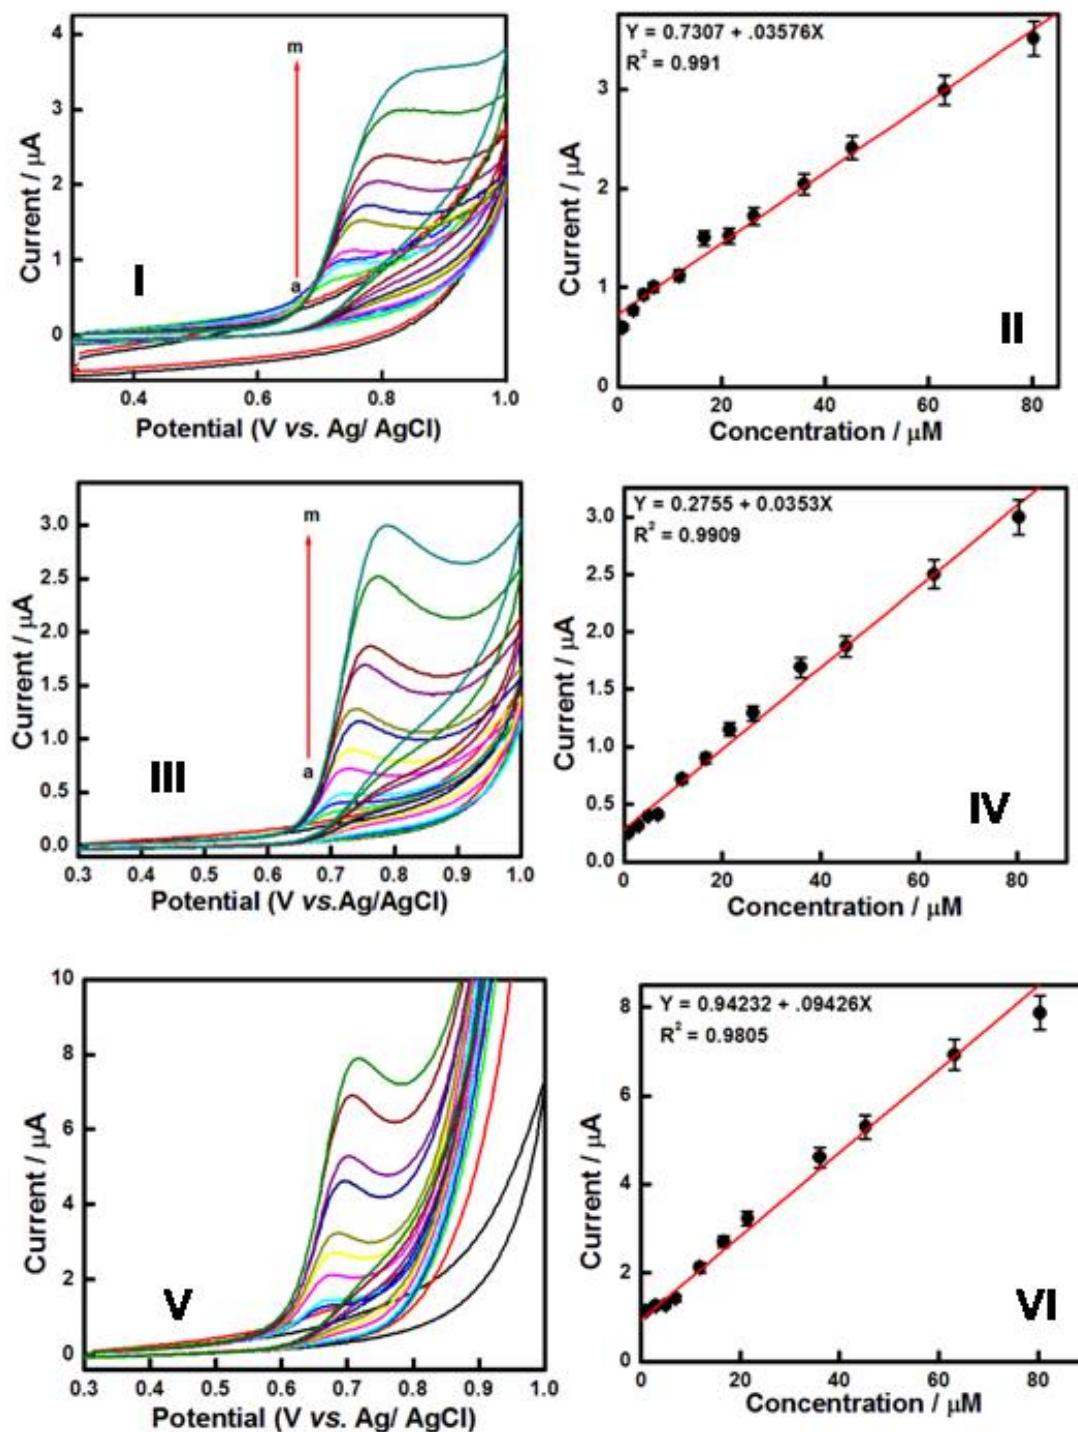 4
3
2
1
0
m
a
I
0.4
0.6
0.8
1.0
Current / μA
Potential (V vs. Ag/ AgCl)
Y = 0.7307 + .03576X
R² = 0.991
3
2
1
0
II
0
20
40
60
80
Current / μA
Concentration / μM
3.0
2.5
2.0
1.5
1.0
0.5
0.0
m
a
III
0.3
0.4
0.5
0.6
0.7
0.8
0.9
1.0
Current / μA
Potential (V vs.Ag/AgCl)
Y = 0.2755 + 0.0353X
R² = 0.9909
3.0
2.5
2.0
1.5
1.0
0.5
0.0
IV
0
20
40
60
80
Current / μA
Concentration / μM
10
8
6
4
2
0
V
0.3
0.4
0.5
0.6
0.7
0.8
0.9
1.0
Current / μA
Potential (V vs. Ag/ AgCl)
Y = 0.94232 + .09426X
R² = 0.9805
8
6
4
2
0
VI
0
20
40
60
80
Current / μA
Concentration / μM